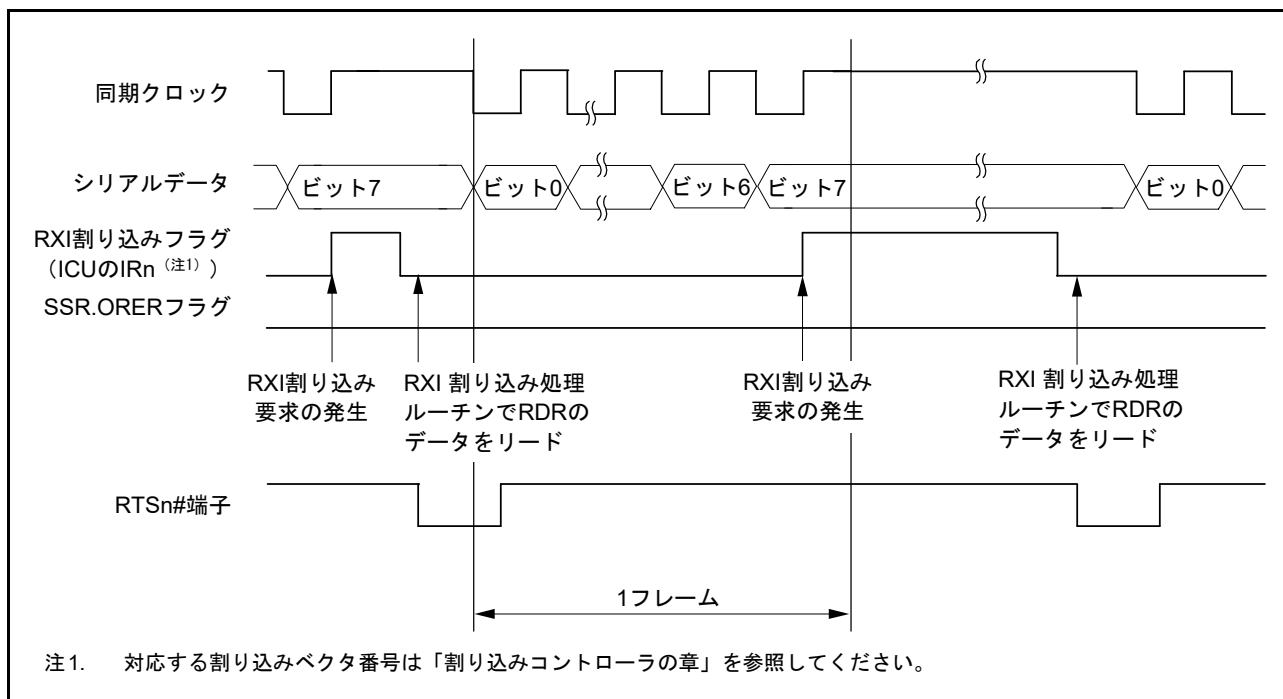 同期クロック
シリアルデータ
ビット7
ビット0
ビット6
ビット7
ビット0
RXI割り込みフラグ
（ICUのIRn（注1））
SSR.ORERフラグ
RXI割り込み
要求の発生
RXI 割り込み処理
ルーチンでRDRの
データをリード
RXI割り込み
要求の発生
RXI 割り込み処理
ルーチンでRDRの
データをリード
RTSn#端子
1フレーム
注1. 対応する割り込みベクタ番号は「割り込みコントローラの章」を参照してください。